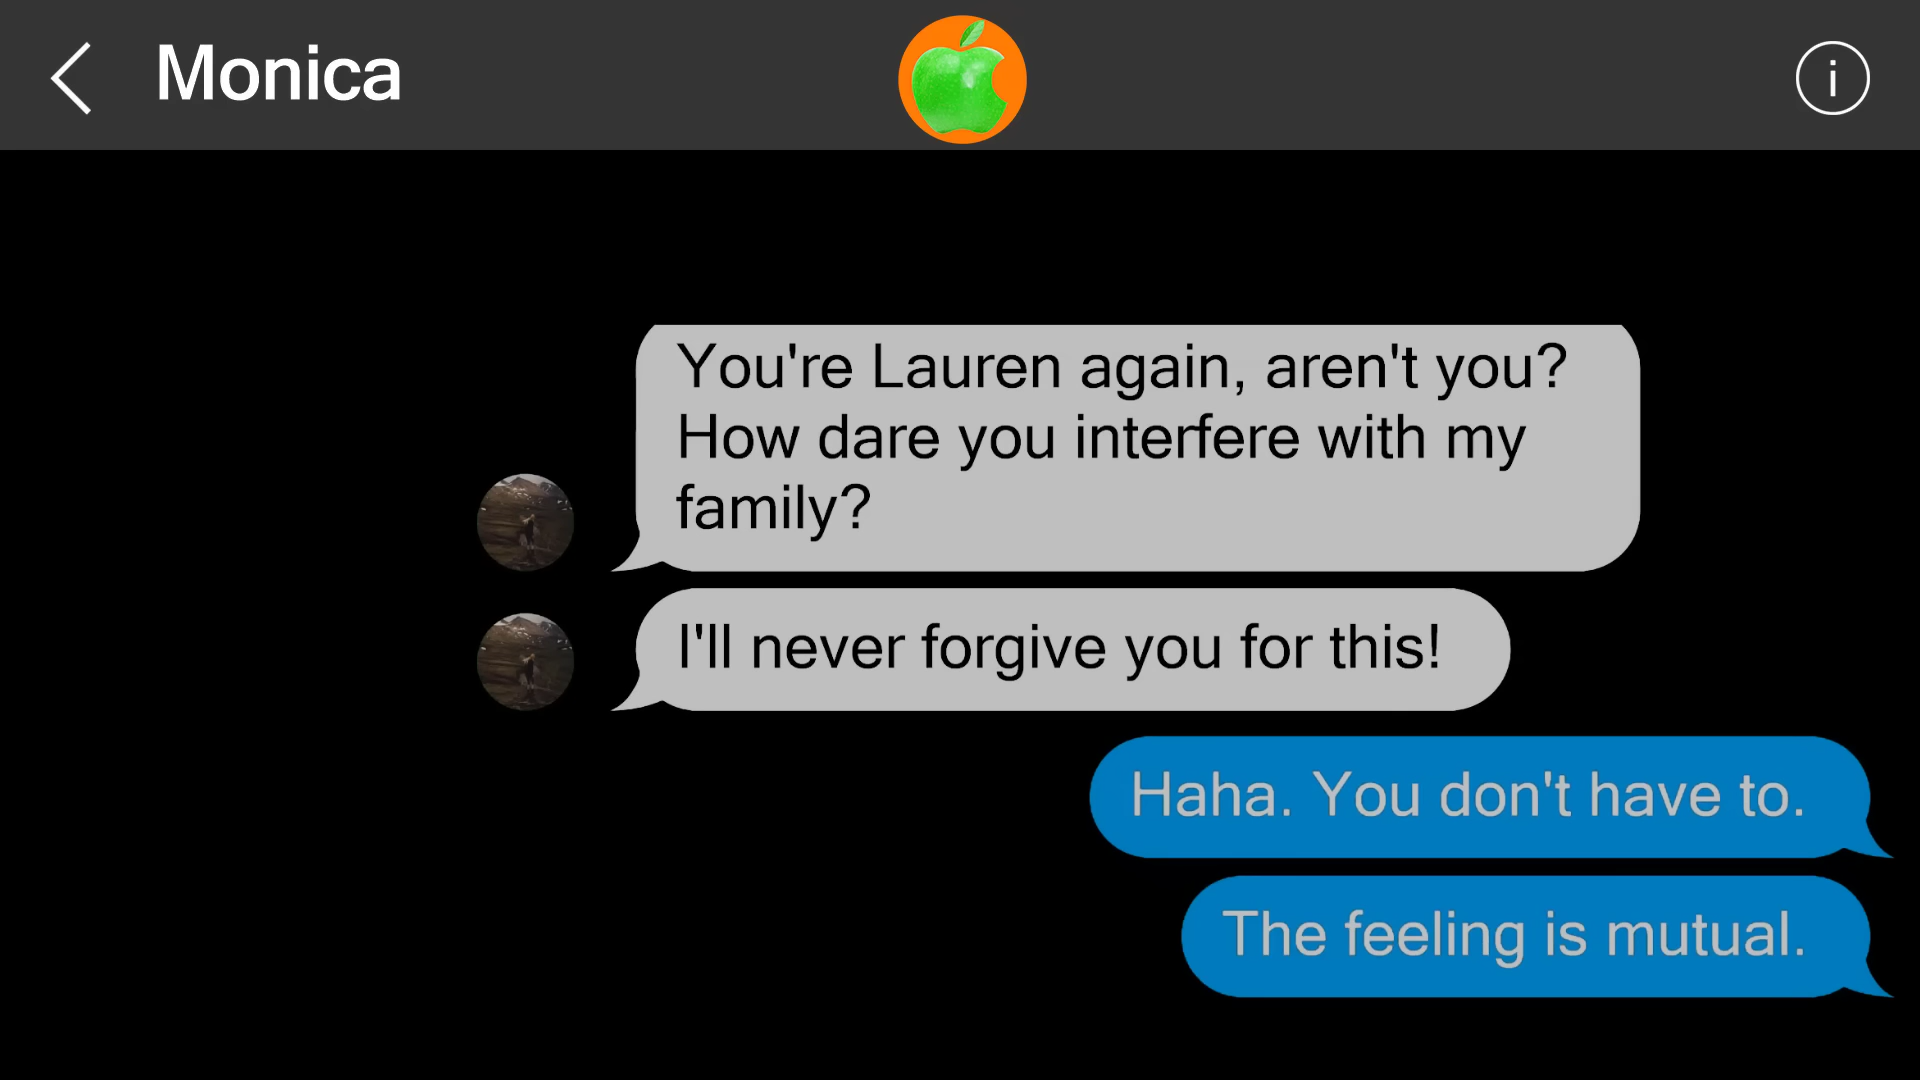 Monica
You're Lauren again, aren't you?
How dare you interfere with my
family?
I'll never forgive you for this!
Haha. You don't have to.
The feeling is mutual.